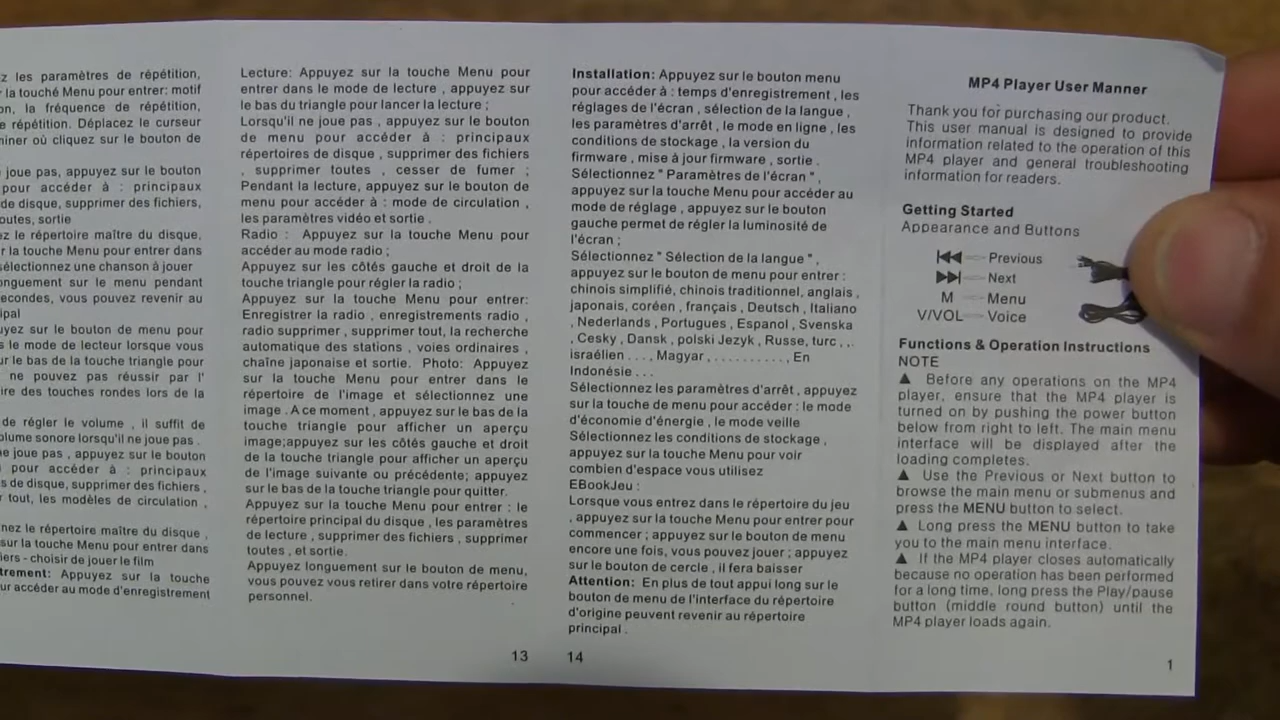 z les paramètres de répétition,
la touché Menu pour entrer: motif
on, la fréquence de répétition,
e répétition. Déplacez le curseur
miner où cliquez sur le bouton de
joue pas, appuyez sur le bouton
pour accéder à : principaux
de disque, supprimer des fichiers,
outes, sortie
ez le répertoire maître du disque,
r la touche Menu pour entrer dans
sélectionnez une chanson à jouer
onguement sur le menu pendant
econdes, vous pouvez revenir au
ipal
uyez sur le bouton de menu pour
s le mode de lecteur lorsque vous
ur le bas de la touche triangle pour
ne pouvez pas réussir par l'
ire des touches rondes lors de la
de régler le volume , il suffit de
olume sonore lorsqu'il ne joue pas .
e joue pas , appuyez sur le bouton
pour accéder à : principaux
s de disque, supprimer des fichiers ,
r tout, les modèles de circulation ,
nez le répertoire maître du disque ,
sur la touche Menu pour entrer dans
iers - choisir de jouer le film
trement: Appuyez sur la touche
ur accéder au mode d'enregistrement
Lecture: Appuyez sur la touche Menu pour
entrer dans le mode de lecture , appuyez sur
le bas du triangle pour lancer la lecture ;
Lorsqu'il ne joue pas , appuyez sur le bouton
de menu pour accéder à : principaux
répertoires de disque , supprimer des fichiers
, supprimer toutes , cesser de fumer ;
Pendant la lecture, appuyez sur le bouton de
menu pour accéder à : mode de circulation ,
les paramètres vidéo et sortie .
Radio : Appuyez sur la touche Menu pour
accéder au mode radio ;
Appuyez sur les côtés gauche et droit de la
touche triangle pour régler la radio ;
Appuyez sur la touche Menu pour entrer:
Enregistrer la radio , enregistrements radio ,
radio supprimer , supprimer tout, la recherche
automatique des stations , voies ordinaires ,
chaîne japonaise et sortie. Photo: Appuyez
sur la touche Menu pour entrer dans le
répertoire de l'image et sélectionnez une
image . A ce moment , appuyez sur le bas de la
touche triangle pour afficher un aperçu
image;appuyez sur les côtés gauche et droit
de la touche triangle pour afficher un aperçu
de l'image suivante ou précédente; appuyez
sur le bas de la touche triangle pour quitter.
Appuyez sur la touche Menu pour entrer : le
répertoire principal du disque , les paramètres
de lecture , supprimer des fichiers , supprimer
toutes , et sortie.
Appuyez longuement sur le bouton de menu,
vous pouvez vous retirer dans votre répertoire
personnel.
13
Installation: Appuyez sur le bouton menu
pour accéder à : temps d'enregistrement , les
réglages de l'écran , sélection de la langue ,
les paramètres d'arrêt , le mode en ligne , les
conditions de stockage , la version du
firmware , mise à jour firmware , sortie .
Sélectionnez " Paramètres de l'écran " ,
appuyez sur la touche Menu pour accéder au
mode de réglage , appuyez sur le bouton
gauche permet de régler la luminosité de
l'écran ;
Sélectionnez " Sélection de la langue " ,
appuyez sur le bouton de menu pour entrer :
chinois simplifié, chinois traditionnel, anglais ,
japonais, coréen , français , Deutsch , Italiano
, Nederlands , Portugues , Espanol , Svenska
, Cesky , Dansk , polski Jezyk , Russe, turc . . .
israélien . . . , Magyar , . . . . . . . . . . , En
Indonésie . . .
Sélectionnez les paramètres d'arrêt , appuyez
sur la touche de menu pour accéder : le mode
d'économie d'énergie , le mode veille
Sélectionnez les conditions de stockage ,
appuyez sur la touche Menu pour voir
combien d'espace vous utilisez
EBookJeu :
Lorsque vous entrez dans le répertoire du jeu
, appuyez sur la touche Menu pour entrer pour
commencer ; appuyez sur le bouton de menu
encore une fois, vous pouvez jouer ; appuyez
sur le bouton de cercle , il fera baisser
Attention: En plus de tout appui long sur le
bouton de menu de l'interface du répertoire
d'origine peuvent revenir au répertoire
principal .
14
MP4 Player User Manner
Thank you for purchasing our product.
This user manual is designed to provide
information related to the operation of this
MP4 player and general troubleshooting
information for readers.
Getting Started
Appearance and Buttons
Previous
Next
M Menu
V/VOL Voice
Functions & Operation Instructions
NOTE
▲ Before any operations on the MP4
player, ensure that the MP4 player is
turned on by pushing the power button
below from right to left. The main menu
interface will be displayed after the
loading completes.
▲ Use the Previous or Next button to
browse the main menu or submenus and
press the MENU button to select.
▲ Long press the MENU button to take
you to the main menu interface.
▲ If the MP4 player closes automatically
because no operation has been performed
for a long time, long press the Play/pause
button (middle round button) until the
MP4 player loads again.
1